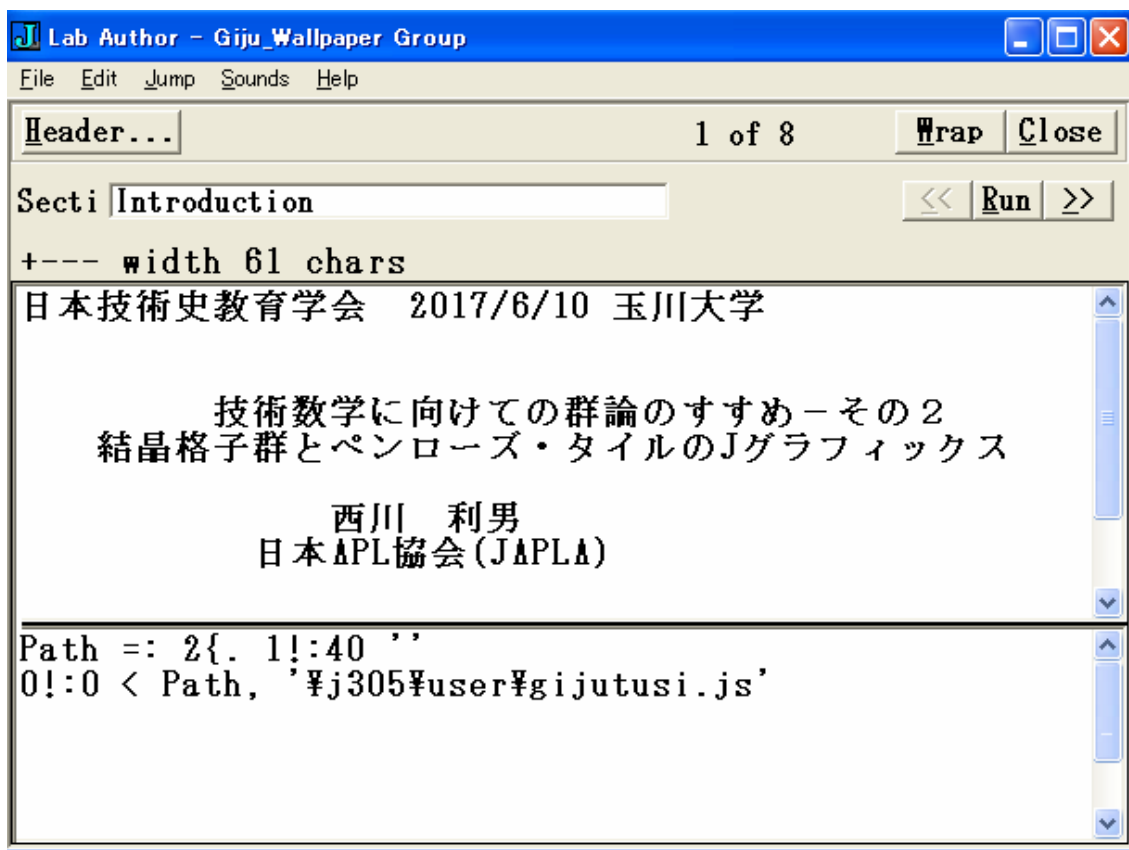 Lab Author - Giju_Wallpaper Group
File Edit Jump Sounds Help
Header... 1 of 8 Wrap Close
Secti Introduction << Run >>
+--- width 61 chars
日本技術史教育学会 2017/6/10 玉川大学
技術数学に向けての群論のすすめ－その２
結晶格子群とペンローズ・タイルのJグラフィックス
西川 利男
日本APL協会(JAPLA)
Path =: 2{. 1!:40 ''
0!:0 < Path, '¥j305¥user¥gijutusi.js'